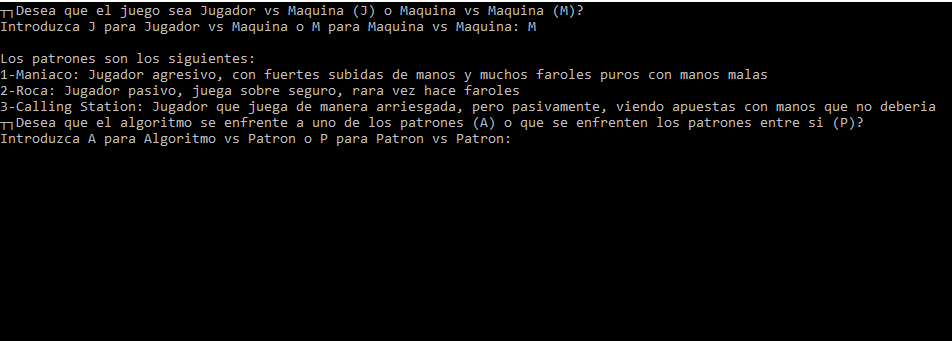 ┬┐Desea que el juego sea Jugador vs Maquina (J) o Maquina vs Maquina (M)?
Introduzca J para Jugador vs Maquina o M para Maquina vs Maquina: M
Los patrones son los siguientes:
1-Maniaco: Jugador agresivo, con fuertes subidas de manos y muchos faroles puros con manos malas
2-Roca: Jugador pasivo, juega sobre seguro, rara vez hace faroles
3-Calling Station: Jugador que juega de manera arriesgada, pero pasivamente, viendo apuestas con manos que no deberia
┬┐Desea que el algoritmo se enfrente a uno de los patrones (A) o que se enfrenten los patrones entre si (P)?
Introduzca A para Algoritmo vs Patron o P para Patron vs Patron: